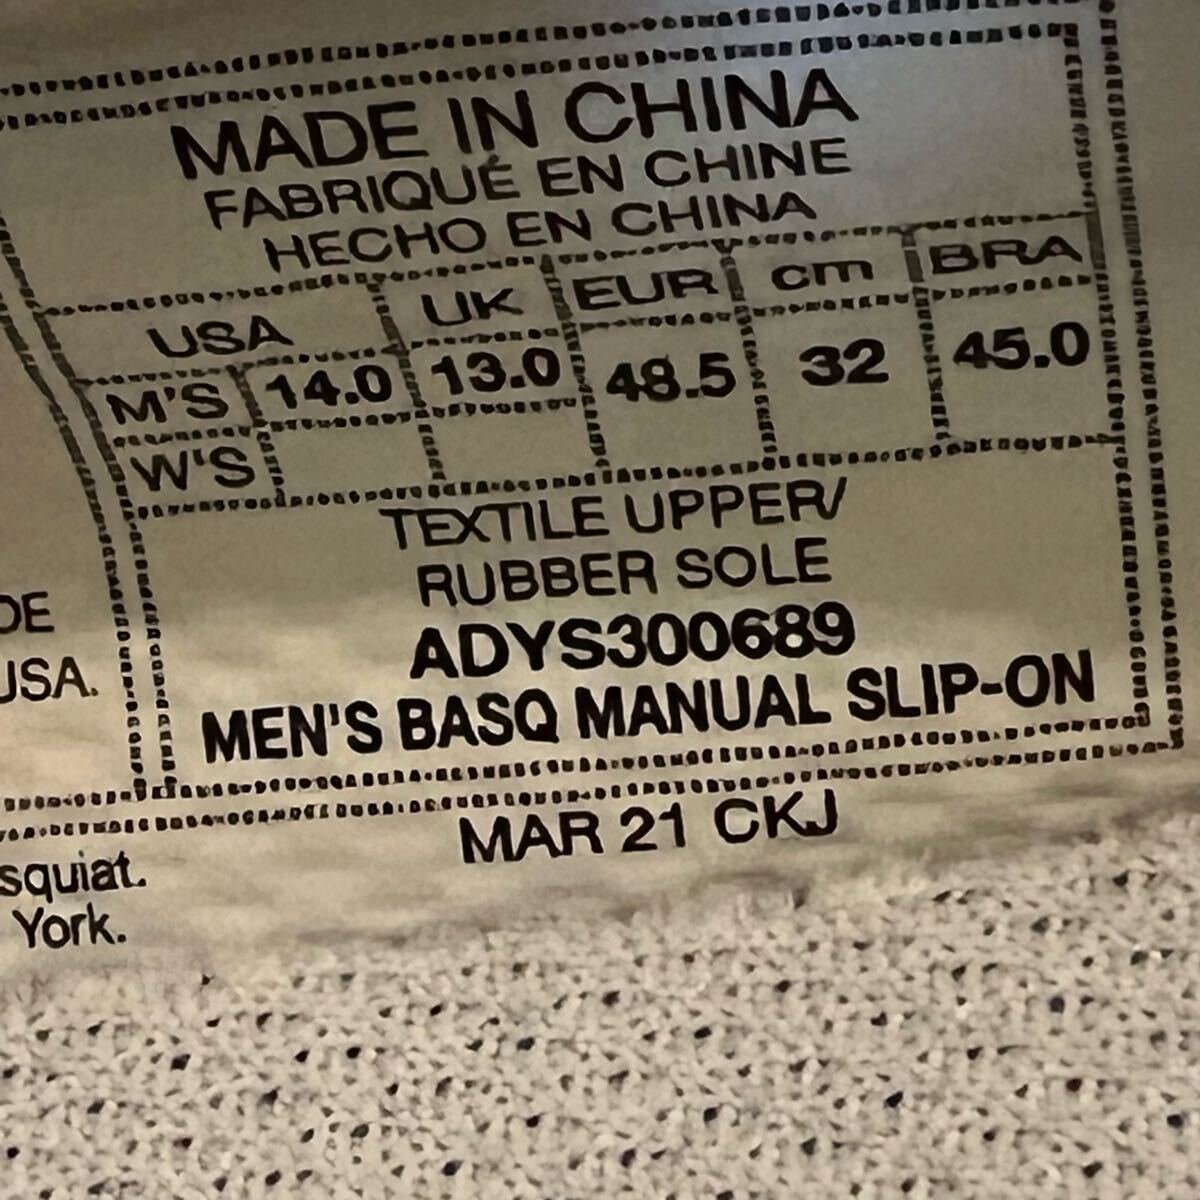 MADE IN CHINA
FABRIQUÉ EN CHINE
HECHO EN CHINA
USA UK EUR cm BRA
M'S 14.0 13.0 48.5 32 45.0
W'S
TEXTILE UPPER/
RUBBER SOLE
ADYS300689
MEN'S BASQ MANUAL SLIP-ON
MAR 21 CKJ
DE
USA.
squiat.
York.